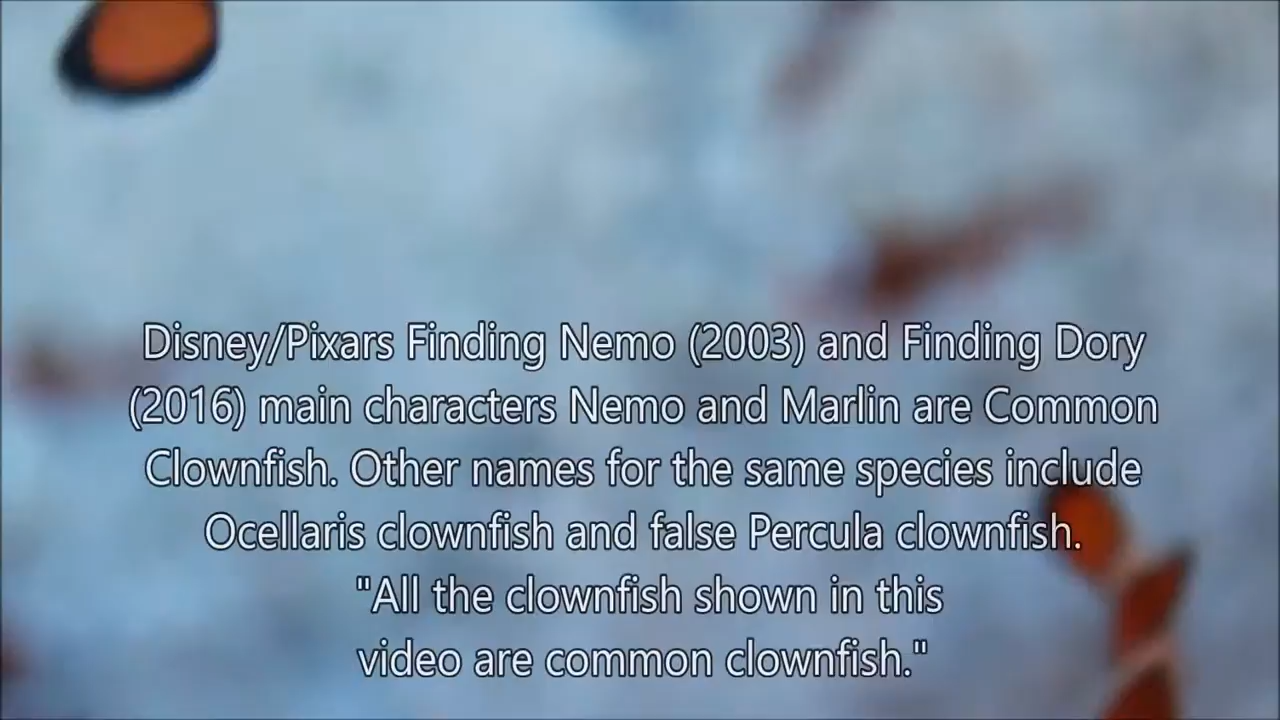 Disney/Pixars Finding Nemo (2003) and Finding Dory
(2016) main characters Nemo and Marlin are Common
Clownfish. Other names for the same species include
Ocellaris clownfish and false Percula clownfish.
"All the clownfish shown in this
video are common clownfish."